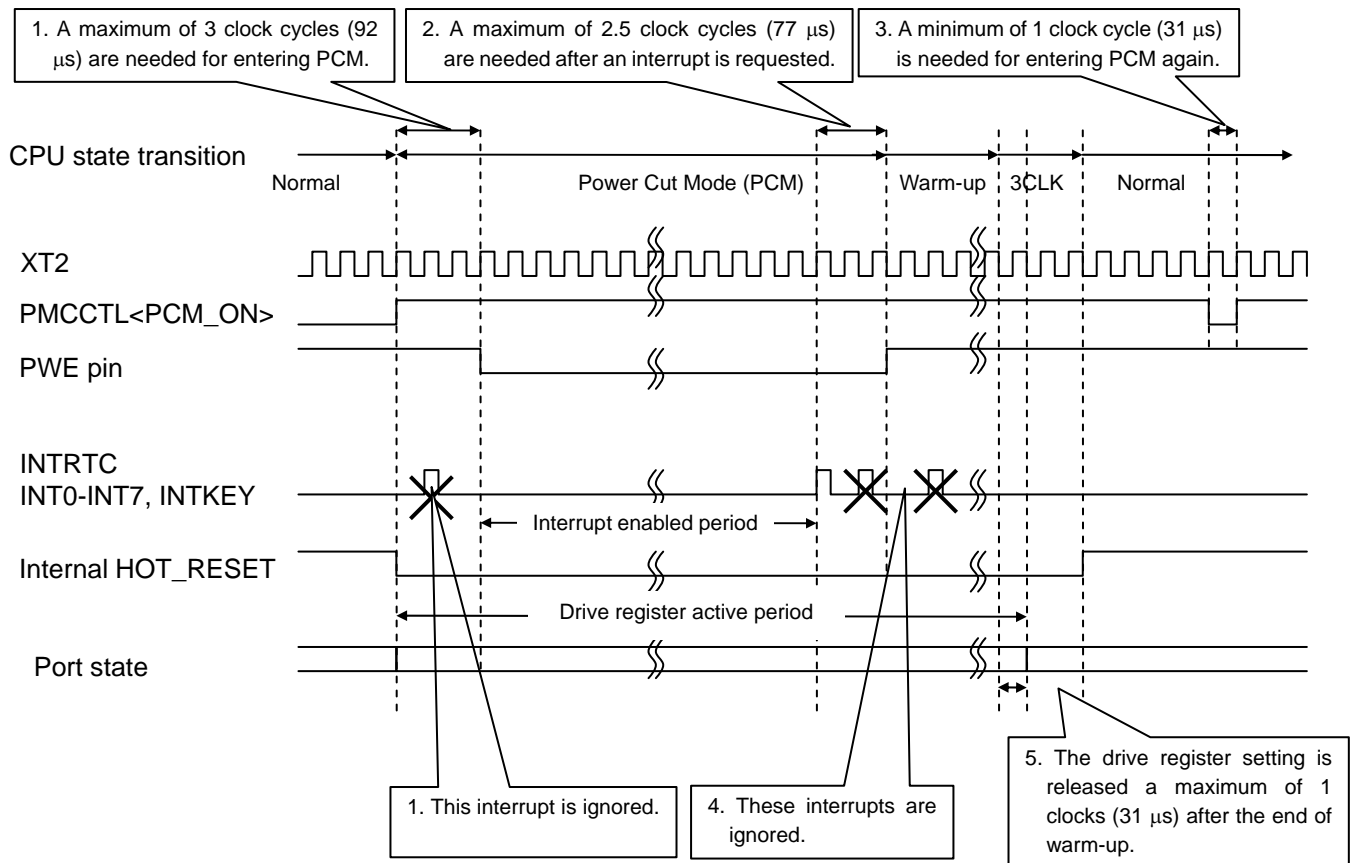 1. A maximum of 3 clock cycles (92
μs) are needed for entering PCM.
2. A maximum of 2.5 clock cycles (77 μs)
are needed after an interrupt is requested.
3. A minimum of 1 clock cycle (31 μs)
is needed for entering PCM again.
CPU state transition
Normal
Power Cut Mode (PCM)
Warm-up
3CLK
Normal
XT2
PMCCTL<PCM_ON>
PWE pin
INTRTC
INT0-INT7, INTKEY
Interrupt enabled period
Internal HOT_RESET
Drive register active period
Port state
1. This interrupt is ignored.
4. These interrupts are
ignored.
5. The drive register setting is
released a maximum of 1
clocks (31 μs) after the end of
warm-up.